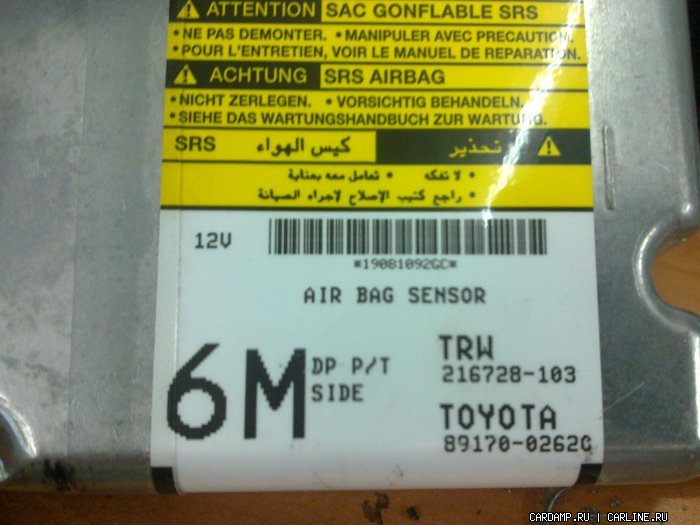 ATTENTION SAC GONFLABLE SRS
•NE PAS DEMONTER. •MANIPULER AVEC PRECAUTION.
•POUR L'ENTRETIEN, VOIR LE MANUEL DE REPARATION.
ACHTUNG SRS AIRBAG
•NICHT ZERLEGEN. •VORSICHTIG BEHANDELN.
•SIEHE DAS WARTUNGSHANDBUCH ZUR WARTUNG.
تحذير كيس الهواء SRS
• لا تفكه • تعامل معه بعناية
• راجع كتيب الإصلاح لإجراء الصيانة
12V
*19081092GC*
AIR BAG SENSOR
6M
DP P/T
SIDE
TRW
216728-103
TOYOTA
89170-0262G
CARDAMP.RU | CARLINE.RU